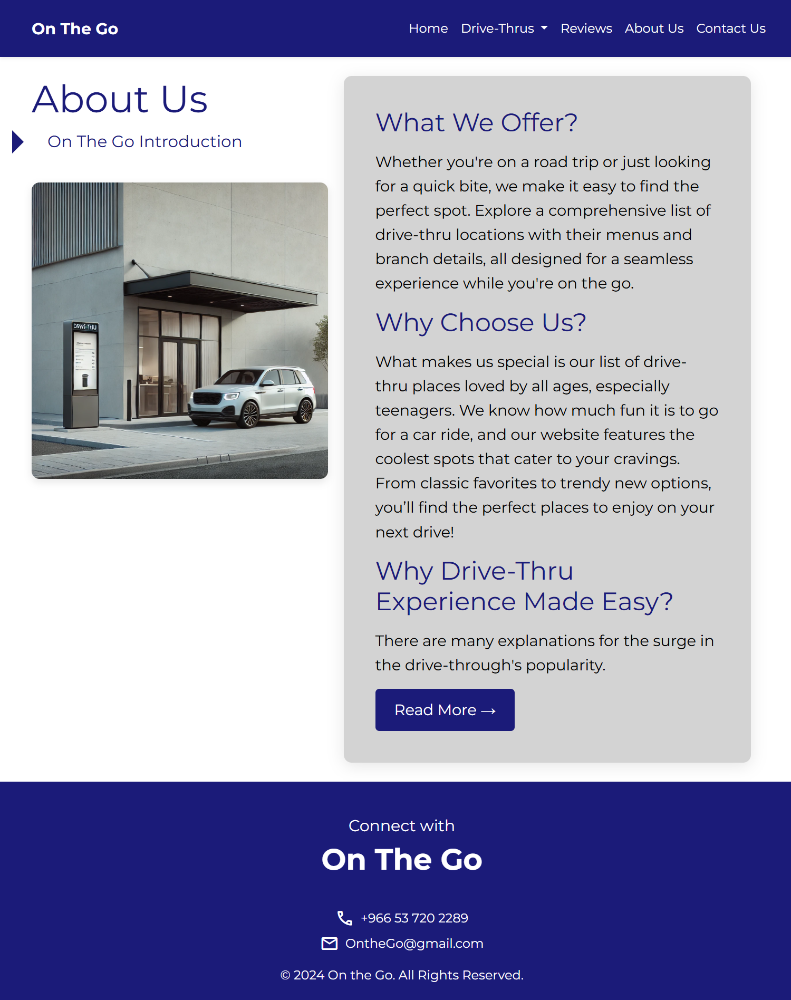 On The Go
Home Drive-Thrus Reviews About Us Contact Us
About Us
On The Go Introduction
DRIVE-THU
What We Offer?
Whether you're on a road trip or just looking
for a quick bite, we make it easy to find the
perfect spot. Explore a comprehensive list of
drive-thru locations with their menus and
branch details, all designed for a seamless
experience while you're on the go.
Why Choose Us?
What makes us special is our list of drive-
thru places loved by all ages, especially
teenagers. We know how much fun it is to go
for a car ride, and our website features the
coolest spots that cater to your cravings.
From classic favorites to trendy new options,
you’ll find the perfect places to enjoy on your
next drive!
Why Drive-Thru
Experience Made Easy?
There are many explanations for the surge in
the drive-through's popularity.
Read More →
Connect with
On The Go
+966 53 720 2289
OntheGo@gmail.com
© 2024 On the Go. All Rights Reserved.